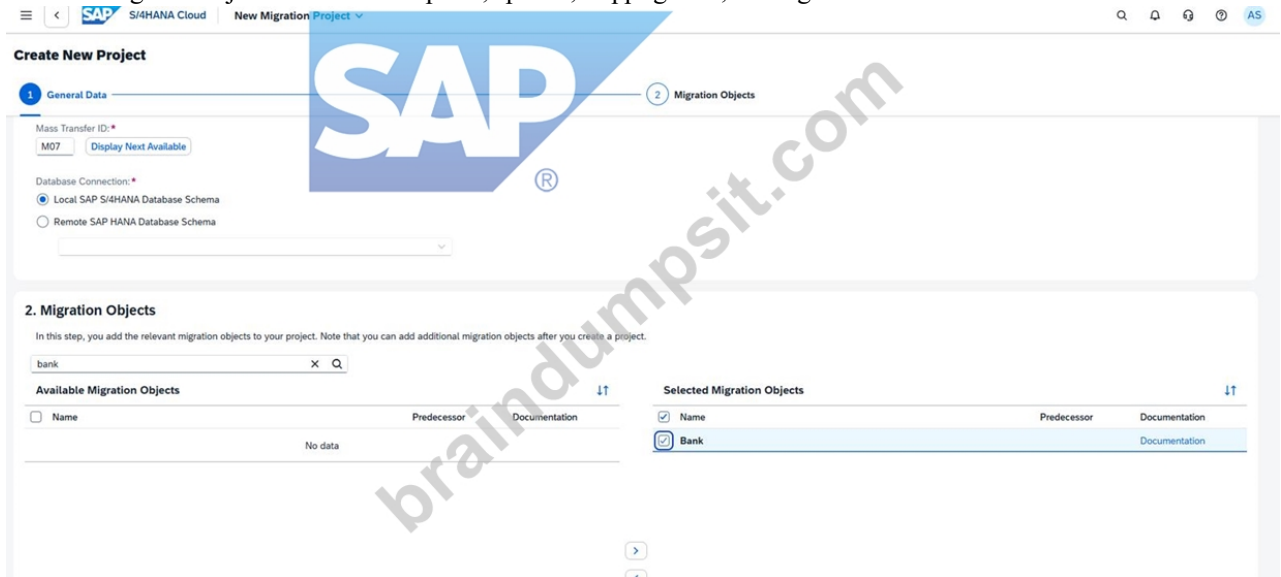 SAP S/4HANA Cloud New Migration Project AS
Create New Project
1 General Data 2 Migration Objects
Mass Transfer ID:*
M07 Display Next Available
Database Connection:*
Local SAP S/4HANA Database Schema
Remote SAP HANA Database Schema
SAP
®
2. Migration Objects
In this step, you add the relevant migration objects to your project. Note that you can add additional migration objects after you create a project.
bank
Available Migration Objects Selected Migration Objects
Name Predecessor Documentation Name Predecessor Documentation
No data Bank Documentation
braindumpsit.com